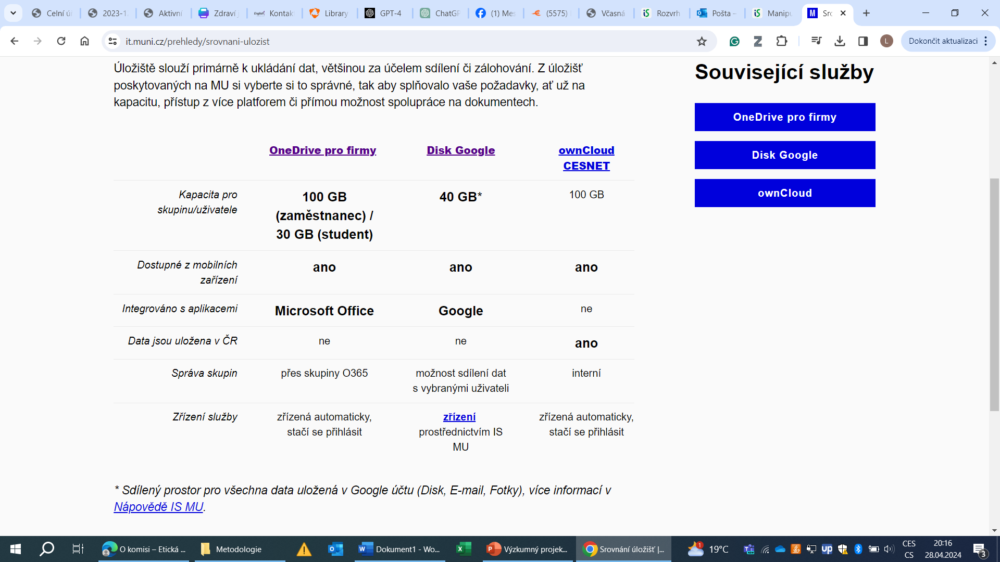 Celní úř
2023-1
Aktivní
Zdraví j
Kontakt
Library
GPT-4
ChatGP
(1) Mes
(5575)
Včasná
Rozvrh
Pošta –
Manipu
Src
it.muni.cz/prehledy/srovnani-ulozist
L
Dokončit aktualizaci
Úložiště slouží primárně k ukládání dat, většinou za účelem sdílení či zálohování. Z úložišť
poskytovaných na MU si vyberte si to správné, tak aby splňovalo vaše požadavky, ať už na
kapacitu, přístup z více platforem či přímou možnost spolupráce na dokumentech.
Související služby
OneDrive pro firmy
Disk Google
ownCloud
OneDrive pro firmy
Disk Google
ownCloud
CESNET
Kapacita pro
skupinu/uživatele
100 GB
(zaměstnanec) /
30 GB (student)
40 GB*
100 GB
Dostupné z mobilních
zařízení
ano
ano
ano
Integrováno s aplikacemi
Microsoft Office
Google
ne
Data jsou uložena v ČR
ne
ne
ano
Správa skupin
přes skupiny O365
možnost sdílení dat
s vybranými uživateli
interní
Zřízení služby
zřízená automaticky,
stačí se přihlásit
zřízení
prostřednictvím IS
MU
zřízená automaticky,
stačí se přihlásit
* Sdílený prostor pro všechna data uložená v Google účtu (Disk, E-mail, Fotky), více informací v
Nápovědě IS MU.
O komisi – Etická ...
Metodologie
Dokument1 - Wo...
Výzkumný projek...
Srovnání úložišť |...
1
19°C
up
CES
CS
20:16
28.04.2024
3